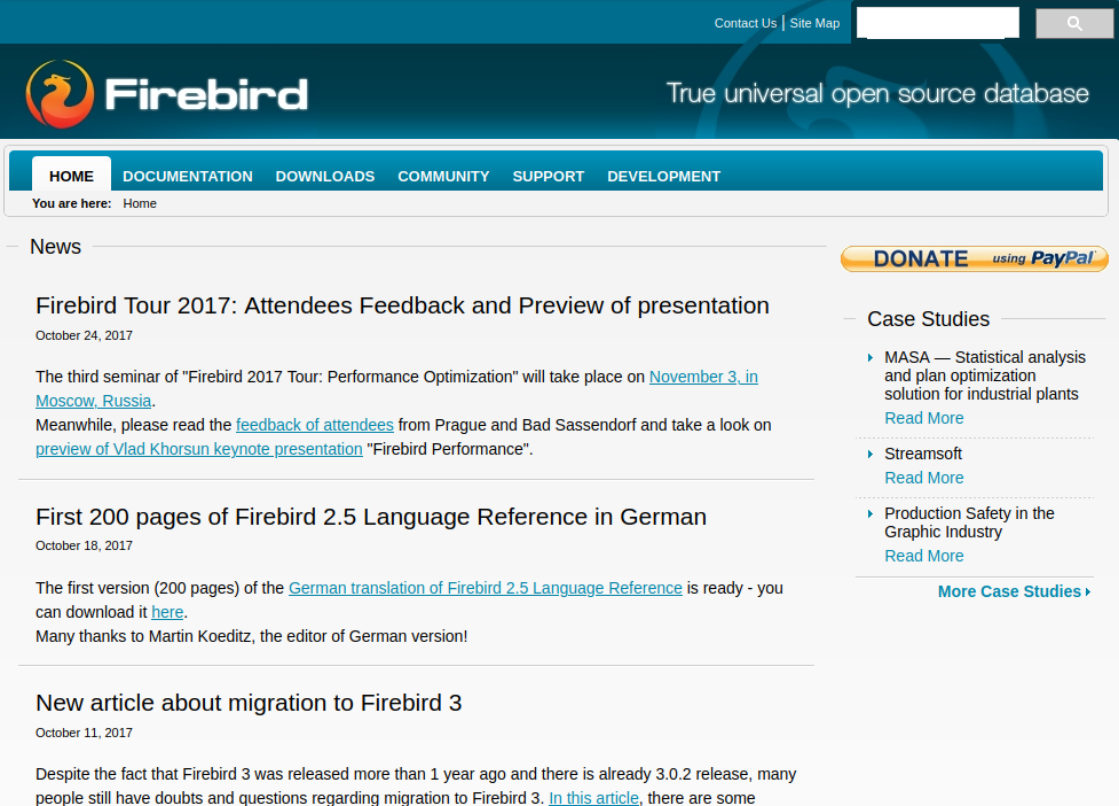 Contact Us | Site Map
Firebird
True universal open source database
HOME DOCUMENTATION DOWNLOADS COMMUNITY SUPPORT DEVELOPMENT
You are here: Home
News
Firebird Tour 2017: Attendees Feedback and Preview of presentation
October 24, 2017
The third seminar of "Firebird 2017 Tour: Performance Optimization" will take place on November 3, in
Moscow, Russia.
Meanwhile, please read the feedback of attendees from Prague and Bad Sassendorf and take a look on
preview of Vlad Khorsun keynote presentation "Firebird Performance".
First 200 pages of Firebird 2.5 Language Reference in German
October 18, 2017
The first version (200 pages) of the German translation of Firebird 2.5 Language Reference is ready - you
can download it here.
Many thanks to Martin Koeditz, the editor of German version!
New article about migration to Firebird 3
October 11, 2017
Despite the fact that Firebird 3 was released more than 1 year ago and there is already 3.0.2 release, many
people still have doubts and questions regarding migration to Firebird 3. In this article, there are some
DONATE using PayPal
Case Studies
MASA — Statistical analysis
and plan optimization
solution for industrial plants
Read More
Streamsoft
Read More
Production Safety in the
Graphic Industry
Read More
More Case Studies